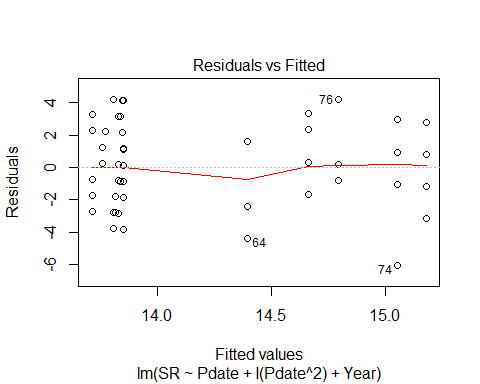 Residuals vs Fitted
Residuals
4
2
0
-2
-4
-6
76
64
74
14.0 14.5 15.0
Fitted values
lm(SR ~ Pdate + I(Pdate^2) + Year)